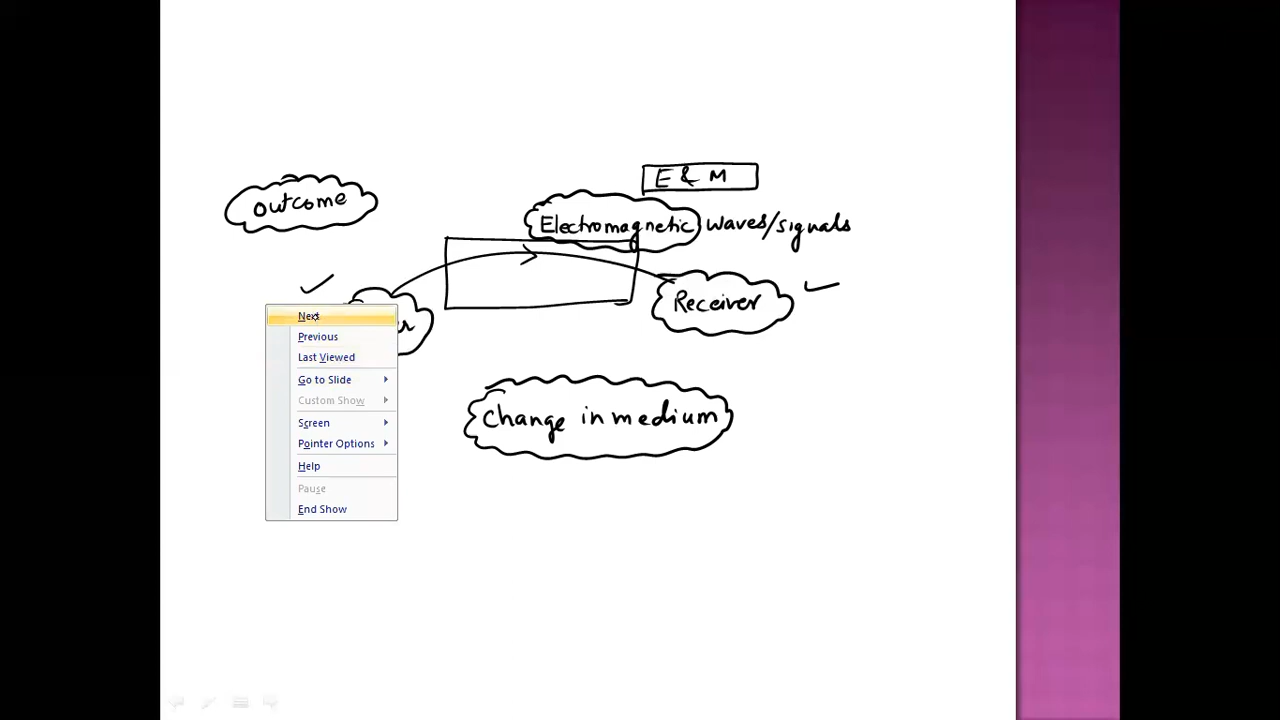 E & M
outcome
Electromagnetic waves/signals
Receiver
Change in medium
Next
Previous
Last Viewed
Go to Slide
Custom Show
Screen
Pointer Options
Help
Pause
End Show